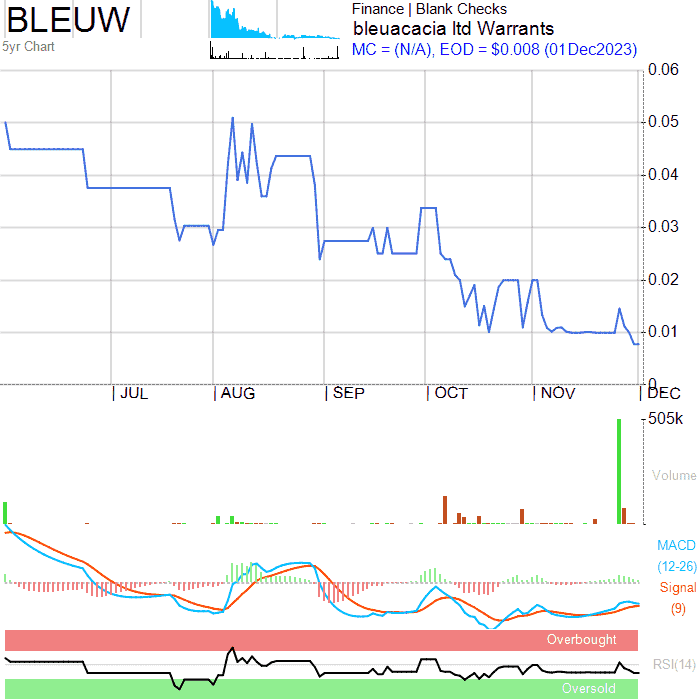 BLEUW
5yr Chart
Finance | Blank Checks
bleuacacia ltd Warrants
MC = (N/A), EOD = $0.008 (01Dec2023)
0.06
0.05
0.04
0.03
0.02
0.01
0
JUL AUG SEP OCT NOV DEC
505k
Volume
MACD
(12-26)
Signal
(9)
Overbought
RSI(14)
Oversold